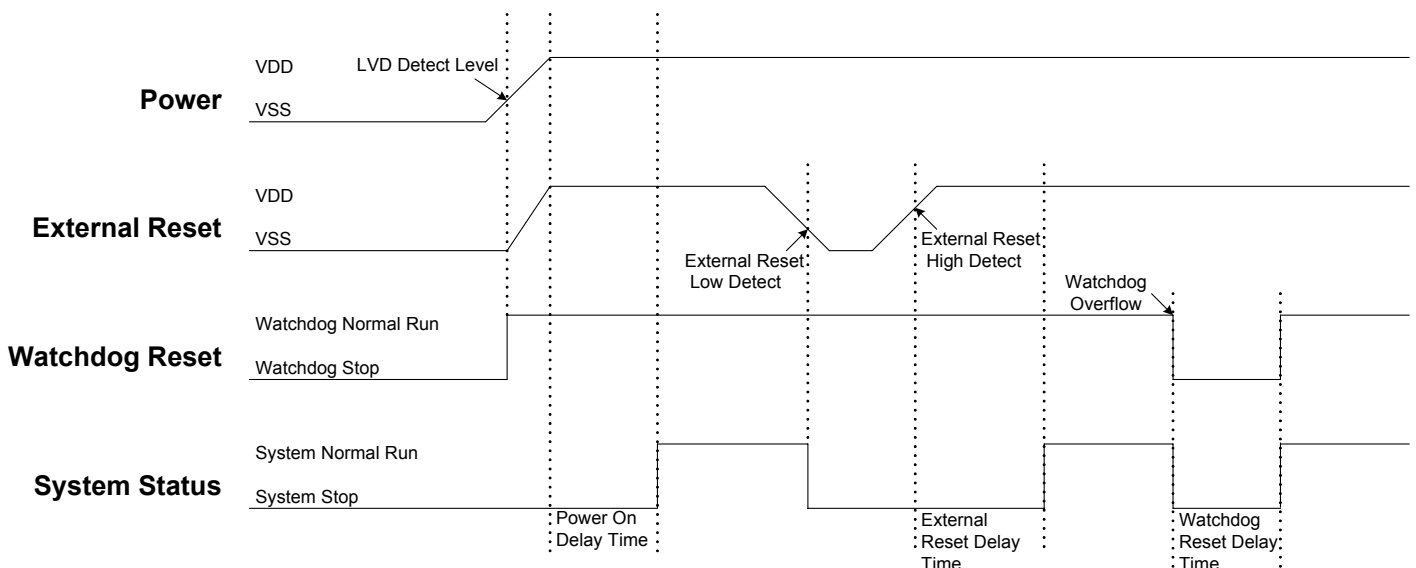 VDD
LVD Detect Level
Power
VSS
VDD
External Reset
VSS
External Reset
Low Detect
External Reset
High Detect
Watchdog
Overflow
Watchdog Normal Run
Watchdog Reset
Watchdog Stop
System Normal Run
System Status
System Stop
Power On
Delay Time
External
Reset Delay
Time
Watchdog
Reset Delay
Time